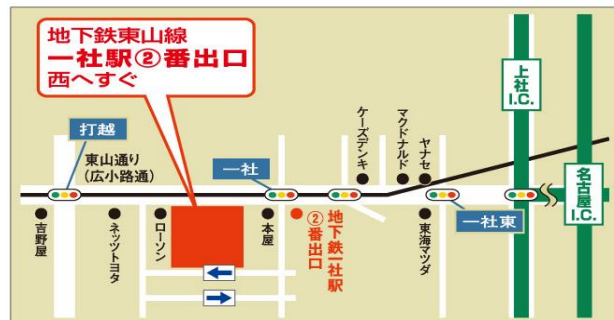 地下鉄東山線
一社駅②番出口
西へすぐ
上社
I.C.
名古屋
I.C.
ケーズデンキ
マクドナルド
ヤナセ
打越
東山通り
(広小路通)
一社
一社東
吉野屋
ネッツトヨタ
ローソン
本屋
地下鉄一社駅
②番出口
東海マツダ